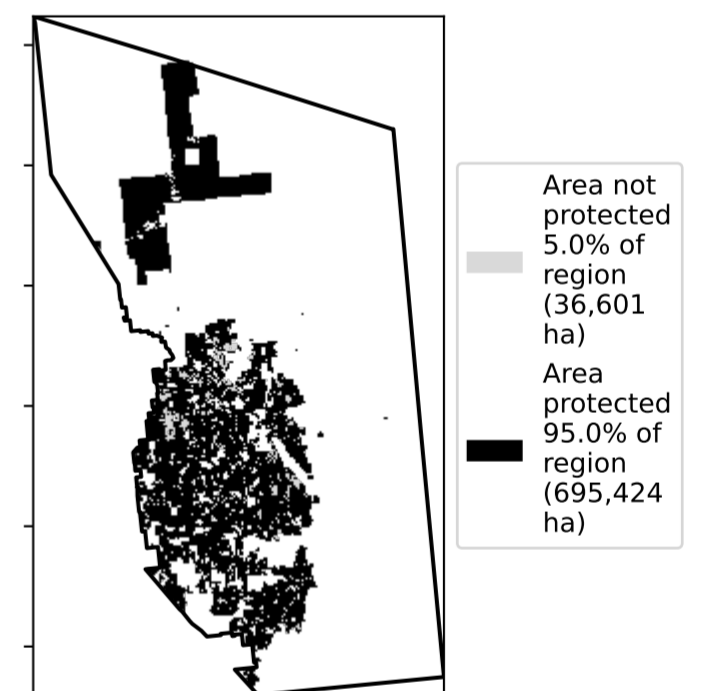 Area not
protected
5.0% of
region
(36,601
ha)
Area
protected
95.0% of
region
(695,424
ha)